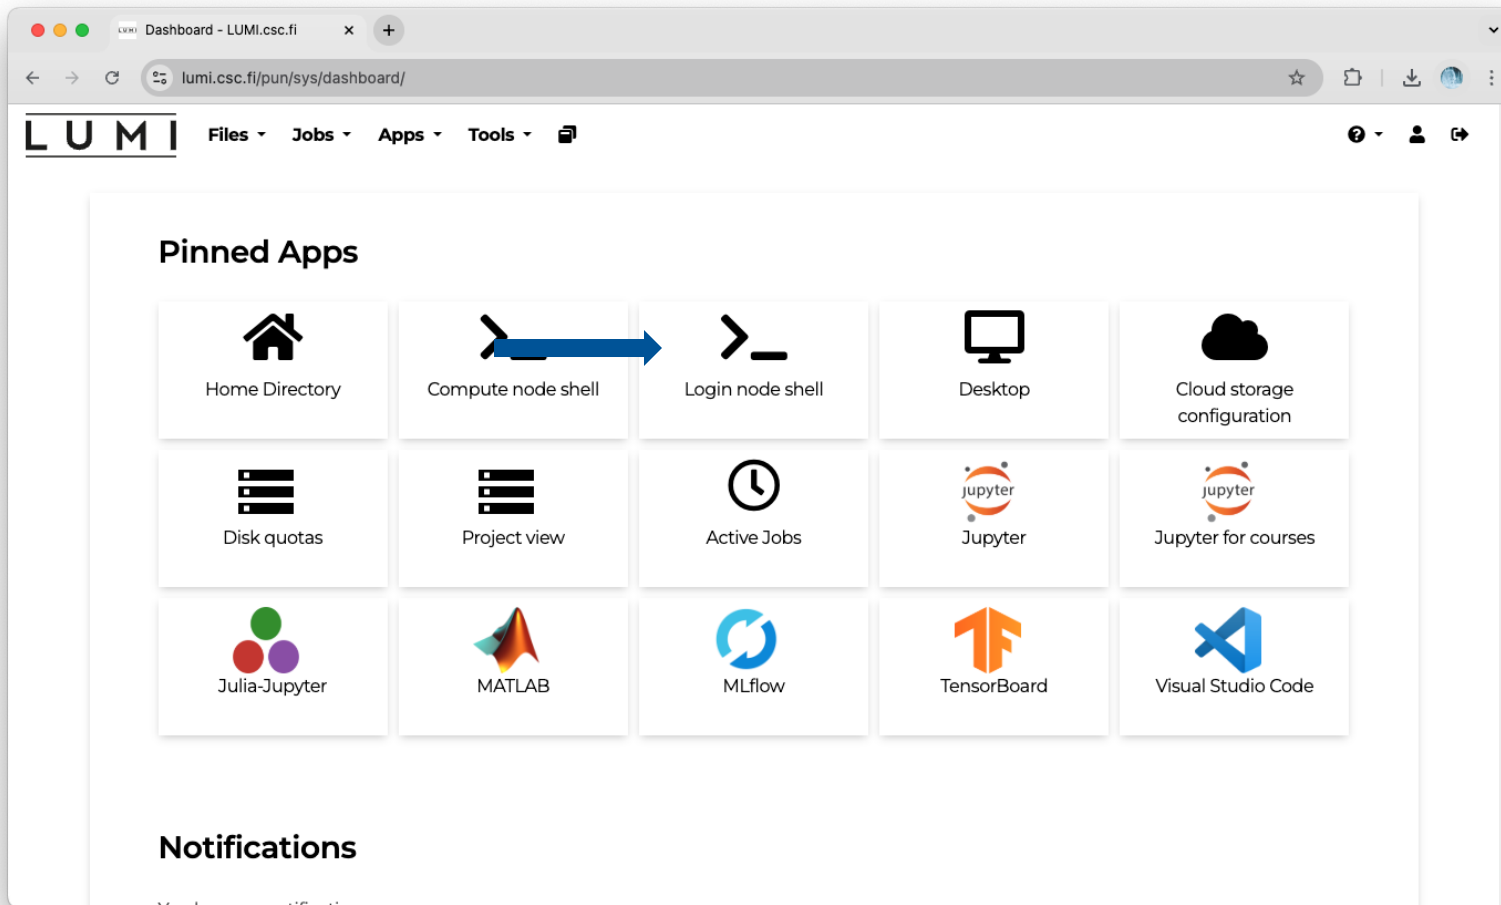 LUMI Dashboard - LUMI.csc.fi
lumi.csc.fi/pun/sys/dashboard/
LUMI Files Jobs Apps Tools
Pinned Apps
Home Directory
Compute node shell
Login node shell
Desktop
Cloud storage
configuration
Disk quotas
Project view
Active Jobs
jupyter
Jupyter
jupyter
Jupyter for courses
Julia-Jupyter
MATLAB
MLflow
TensorBoard
Visual Studio Code
Notifications